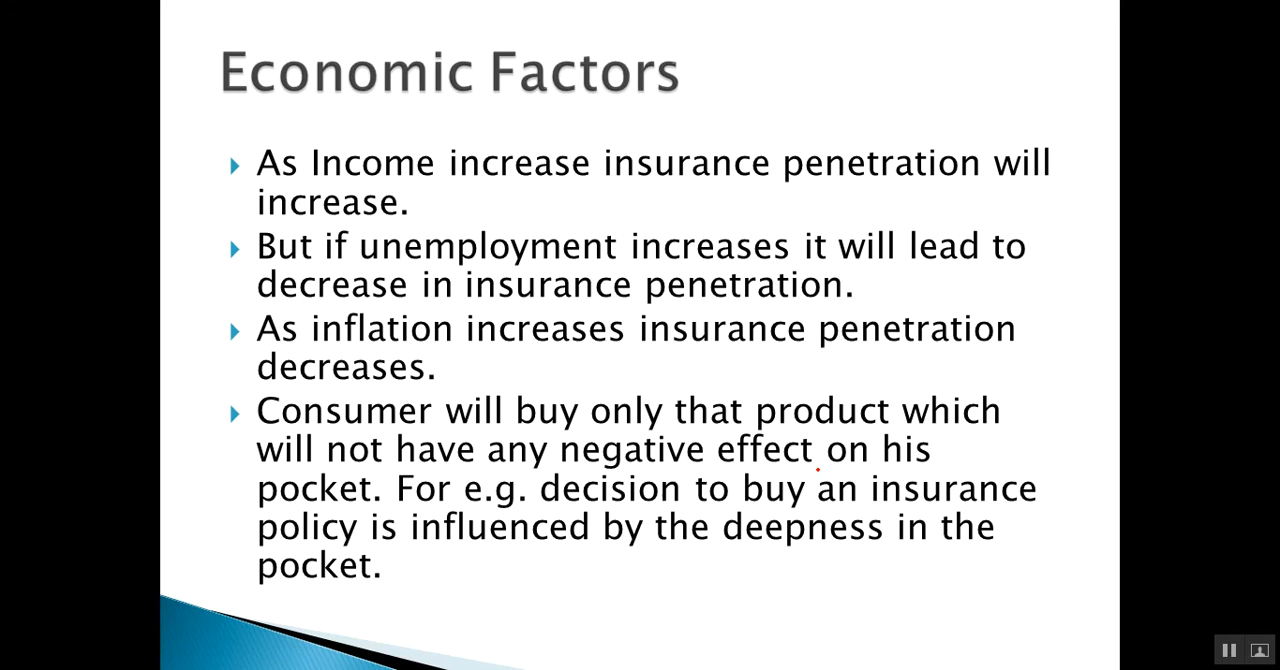 Economic Factors
As Income increase insurance penetration will
increase.
But if unemployment increases it will lead to
decrease in insurance penetration.
As inflation increases insurance penetration
decreases.
Consumer will buy only that product which
will not have any negative effect on his
pocket. For e.g. decision to buy an insurance
policy is influenced by the deepness in the
pocket.